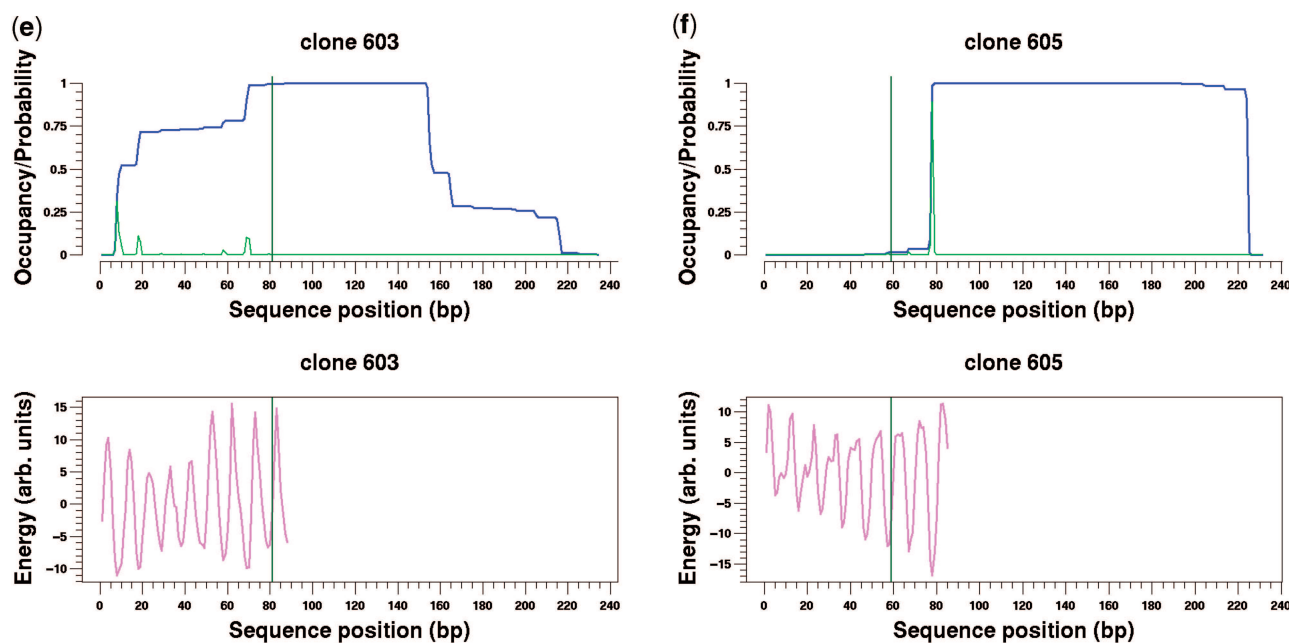 (e)
clone 603
Occupancy/Probability
1
0.75
0.5
0.25
0
0 20 40 60 80 100 120 140 160 180 200 220 240
Sequence position (bp)
(f)
clone 605
Occupancy/Probability
1
0.75
0.5
0.25
0
0 20 40 60 80 100 120 140 160 180 200 220 240
Sequence position (bp)
clone 603
Energy (arb. units)
15
10
5
0
−5
−10
0 20 40 60 80 100 120 140 160 180 200 220 240
Sequence position (bp)
clone 605
Energy (arb. units)
10
5
0
−5
−10
−15
0 20 40 60 80 100 120 140 160 180 200 220 240
Sequence position (bp)